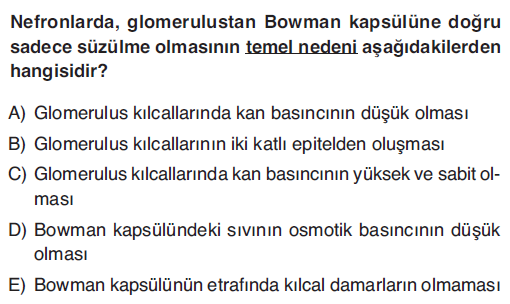 Nefronlarda, glomerulustan Bowman kapsülüne doğru
sadece süzülme olmasının temel nedeni aşağıdakilerden
hangisidir?
A) Glomerulus kılcallarında kan basıncının düşük olması
B) Glomerulus kılcallarının iki katlı epitelden oluşması
C) Glomerulus kılcallarında kan basıncının yüksek ve sabit ol-
ması
D) Bowman kapsülündeki sıvının osmotik basıncının düşük
olması
E) Bowman kapsülünün etrafında kılcal damarların olmaması